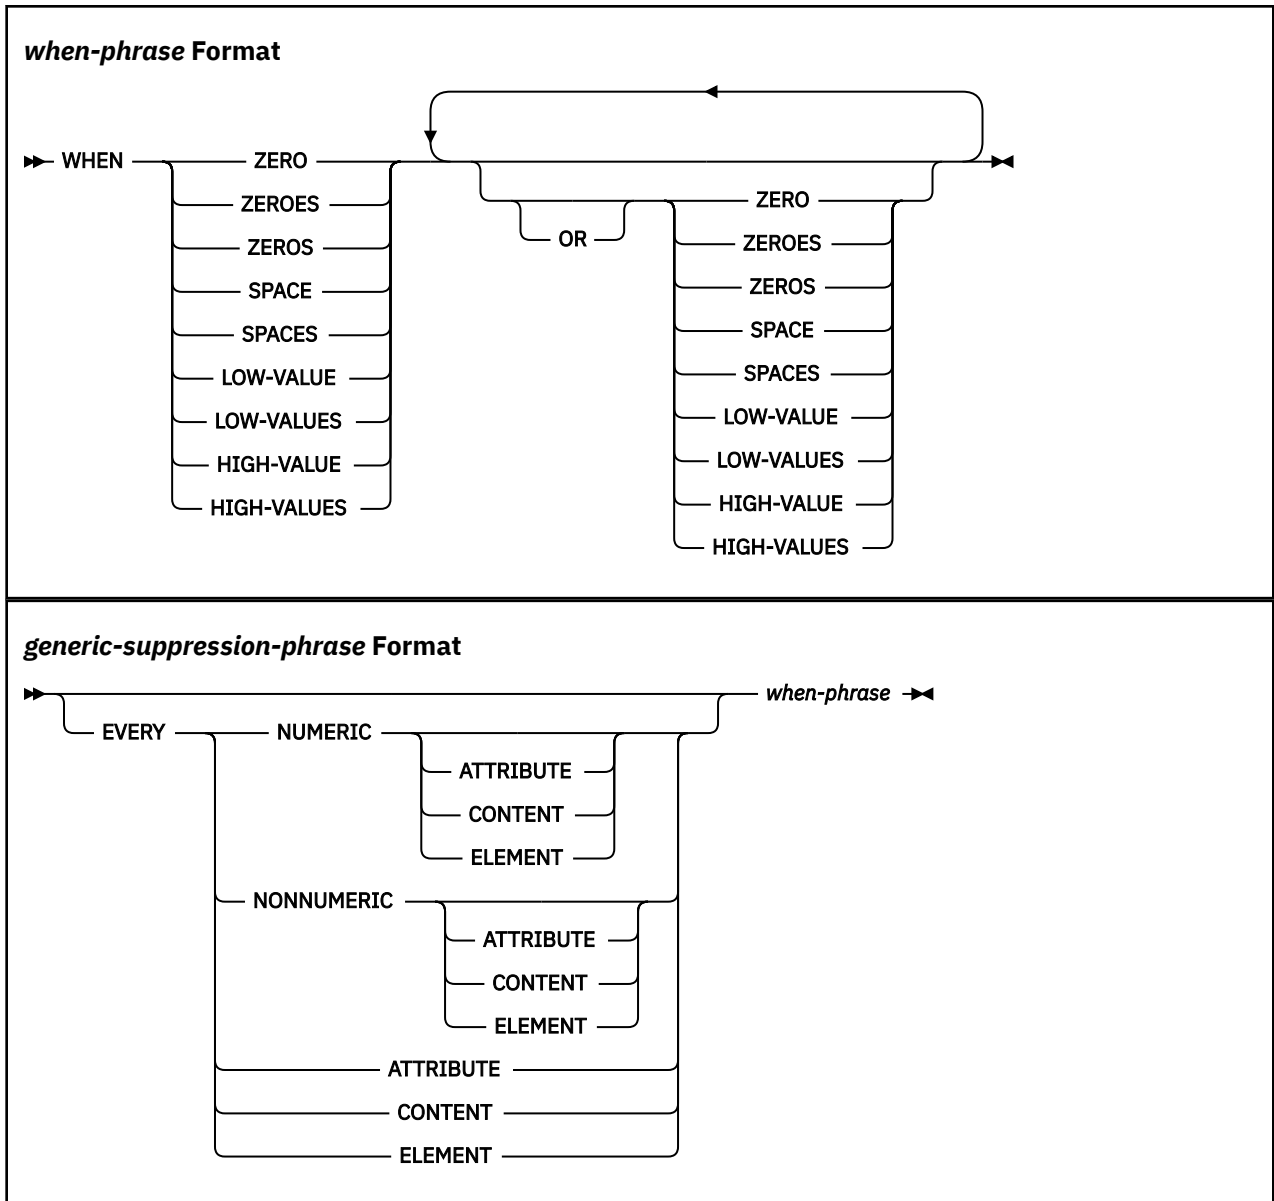 when-phrase Format
WHEN ZERO
ZEROES
ZEROS
SPACE
SPACES
LOW-VALUE
LOW-VALUES
HIGH-VALUE
HIGH-VALUES
OR ZERO
ZEROES
ZEROS
SPACE
SPACES
LOW-VALUE
LOW-VALUES
HIGH-VALUE
HIGH-VALUES
generic-suppression-phrase Format
when-phrase
EVERY NUMERIC
ATTRIBUTE
CONTENT
ELEMENT
NONNUMERIC
ATTRIBUTE
CONTENT
ELEMENT
ATTRIBUTE
CONTENT
ELEMENT